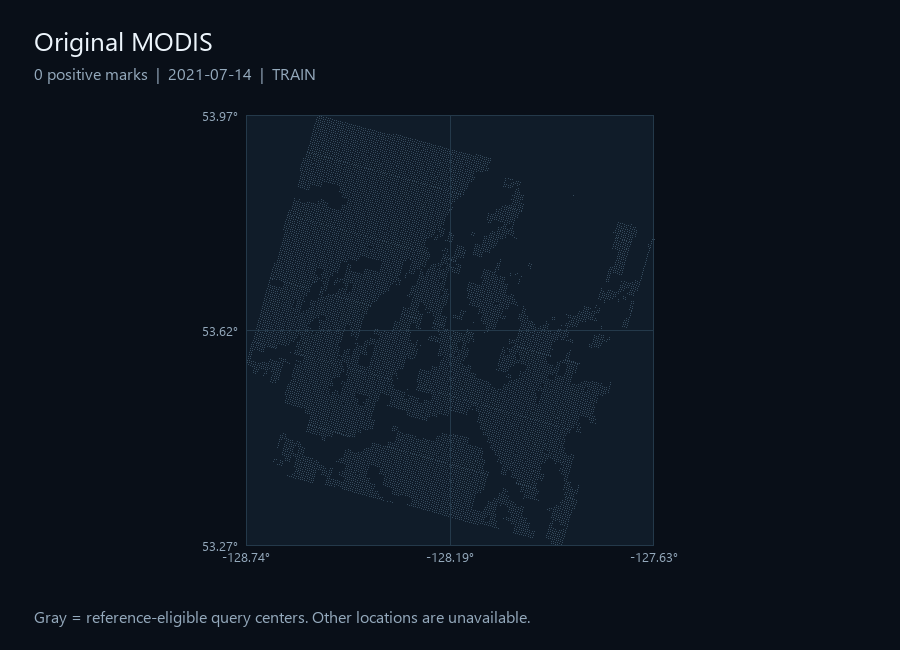 Original MODIS
0 positive marks | 2021-07-14 | TRAIN
53.97°
53.62°
53.27°
-128.74°
-128.19°
-127.63°
Gray = reference-eligible query centers. Other locations are unavailable.